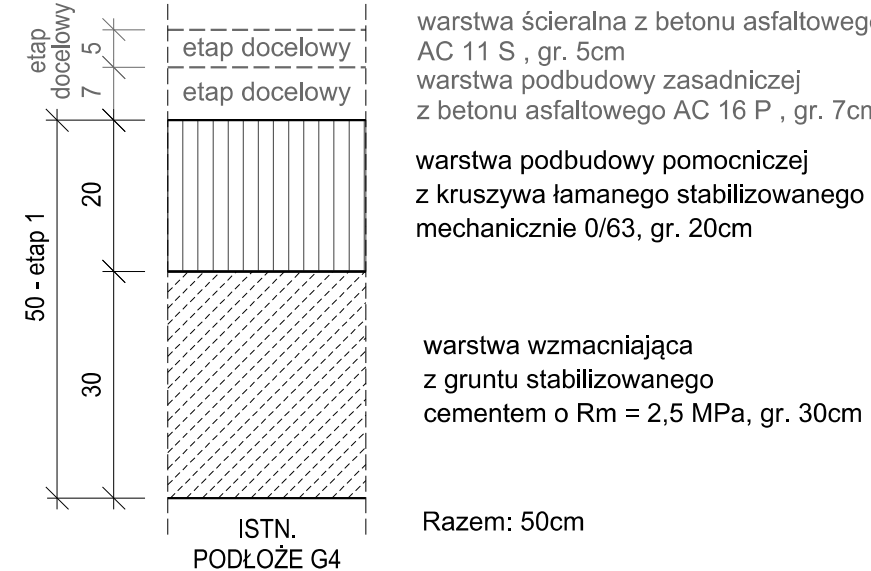 etap
docelowy
5
7
etap docelowy
etap docelowy
warstwa ścieralna z betonu asfaltowego
AC 11 S , gr. 5cm
warstwa podbudowy zasadniczej
z betonu asfaltowego AC 16 P , gr. 7cm
50 - etap 1
20
warstwa podbudowy pomocniczej
z kruszywa łamanego stabilizowanego
mechanicznie 0/63, gr. 20cm
30
warstwa wzmacniająca
z gruntu stabilizowanego
cementem o Rm = 2,5 MPa, gr. 30cm
ISTN.
PODŁOŻE G4
Razem: 50cm